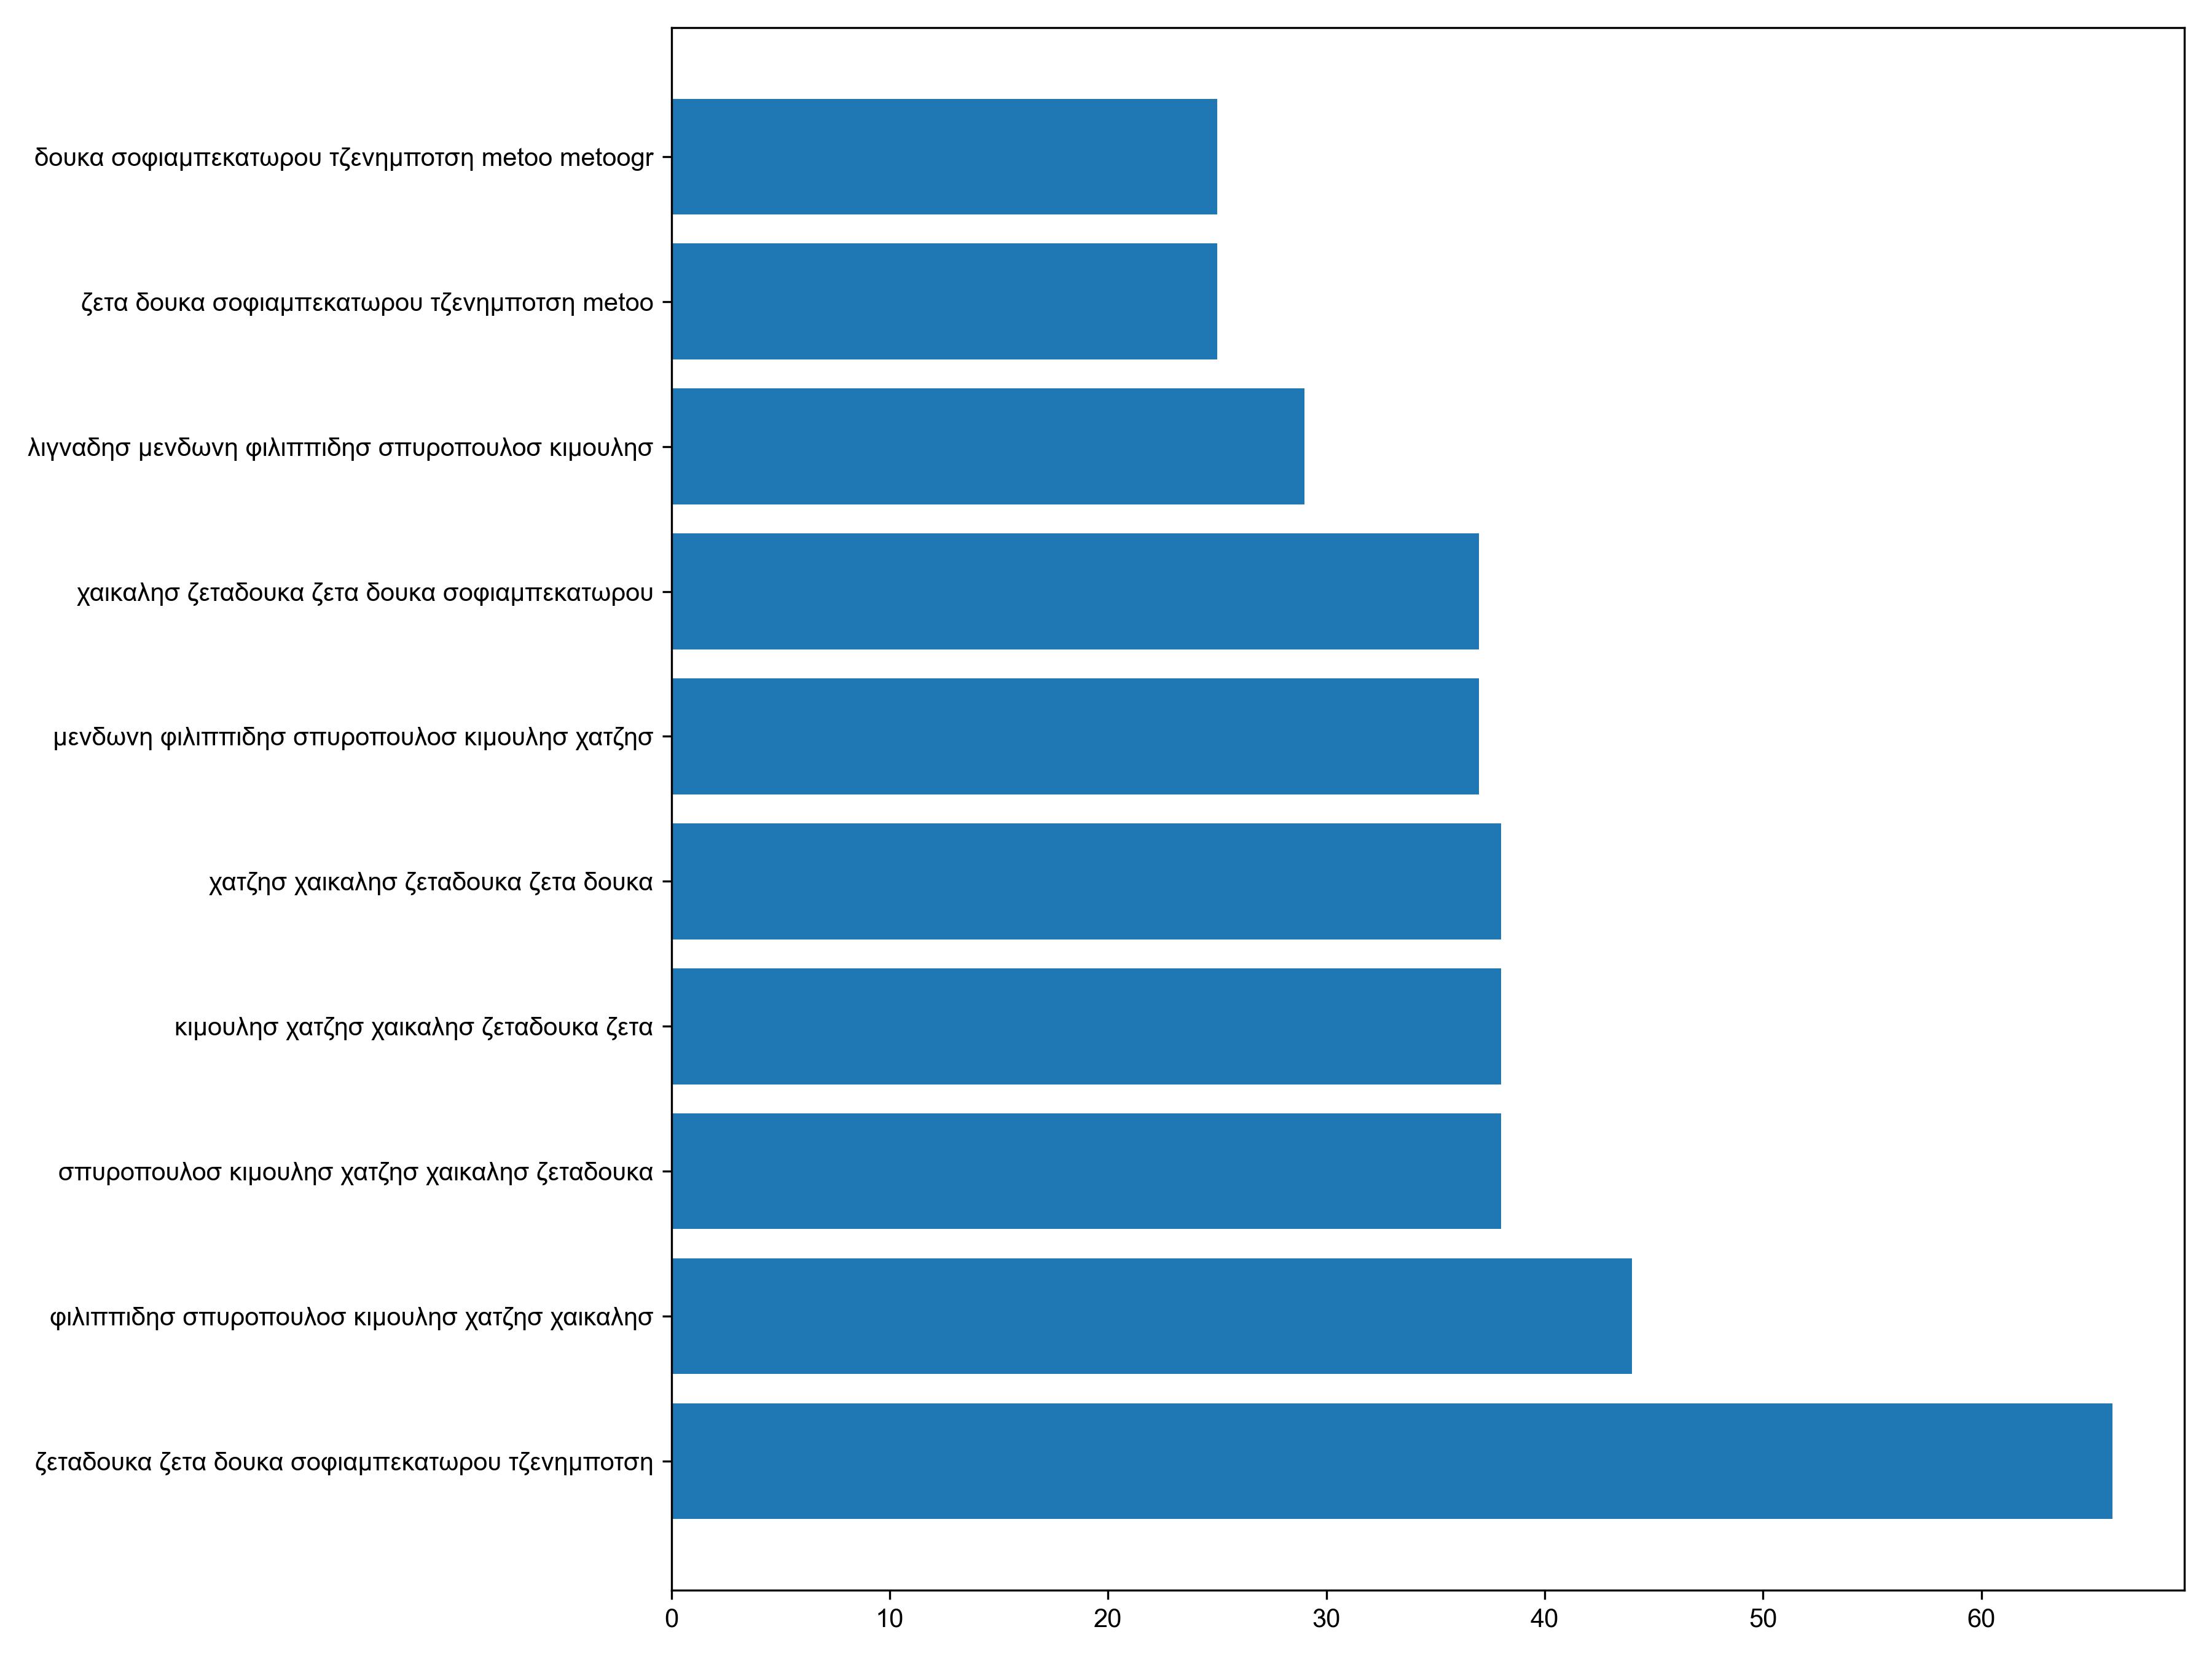 δουκα σοφιαμπεκατωρου τζενημποτση metoo metoogr
ζετα δουκα σοφιαμπεκατωρου τζενημποτση metoo
λιγναδησ μενδωνη φιλιππιδησ σπυροπουλοσ κιμουλησ
χαικαλησ ζεταδουκα ζετα δουκα σοφιαμπεκατωρου
μενδωνη φιλιππιδησ σπυροπουλοσ κιμουλησ χατζησ
χατζησ χαικαλησ ζεταδουκα ζετα δουκα
κιμουλησ χατζησ χαικαλησ ζεταδουκα ζετα
σπυροπουλοσ κιμουλησ χατζησ χαικαλησ ζεταδουκα
φιλιππιδησ σπυροπουλοσ κιμουλησ χατζησ χαικαλησ
ζεταδουκα ζετα δουκα σοφιαμπεκατωρου τζενημποτση
0 10 20 30 40 50 60